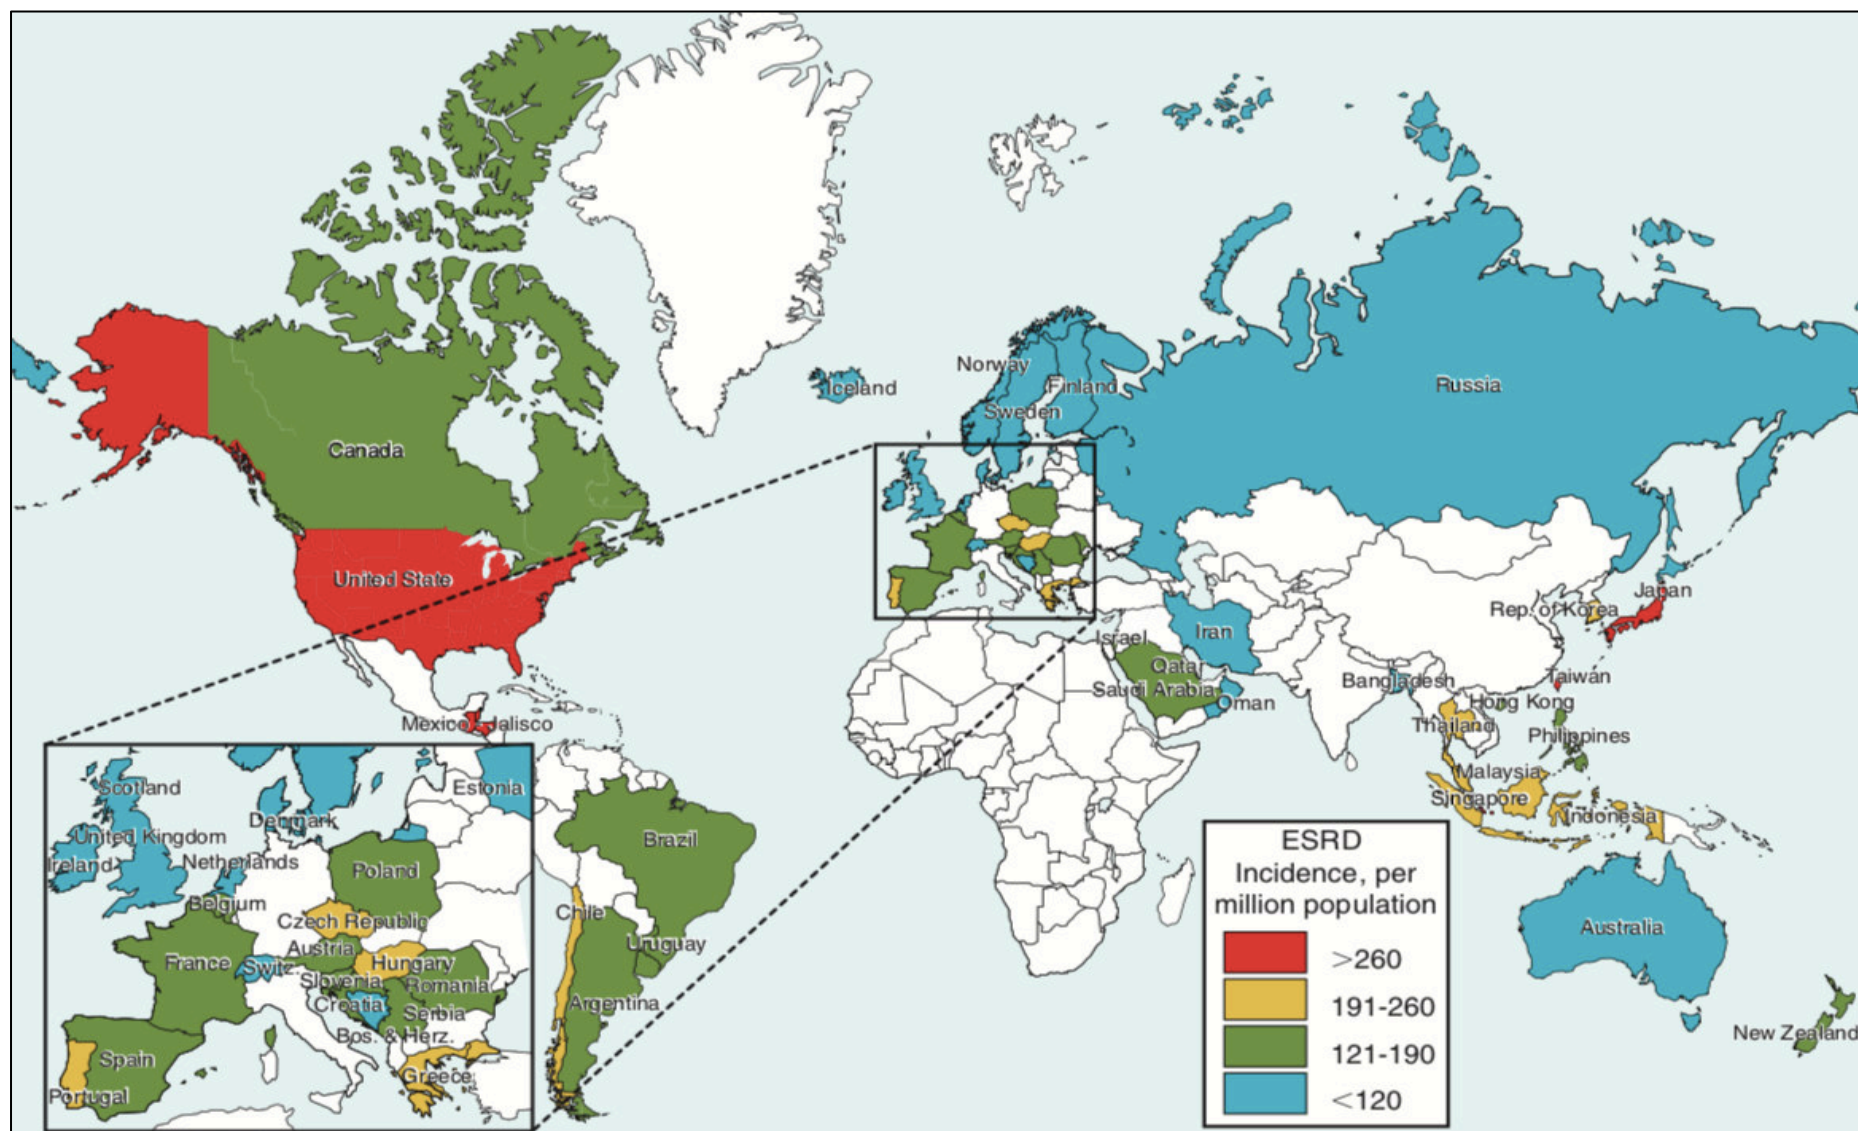 Norway
Iceland
Finland
Sweden
Russia
Canada
United State
Japan
Rep. of Korea
Israel
Iran
Qatar
Saudi Arabia
Oman
Bangladesh
Taiwan
Hong Kong
Thailand
Philippines
Mexico - Jalisco
Malaysia
Singapore
Indonesia
Scotland
Estonia
Denmark
United Kingdom
Ireland
Netherlands
Poland
Belgium
Czech Republic
Austria
France
Switz.
Hungary
Slovenia
Romania
Croatia
Serbia
Bos. & Herz.
Spain
Greece
Portugal
Brazil
Chile
Uruguay
Argentina
Australia
New Zealand
ESRD
Incidence, per
million population
>260
191-260
121-190
<120